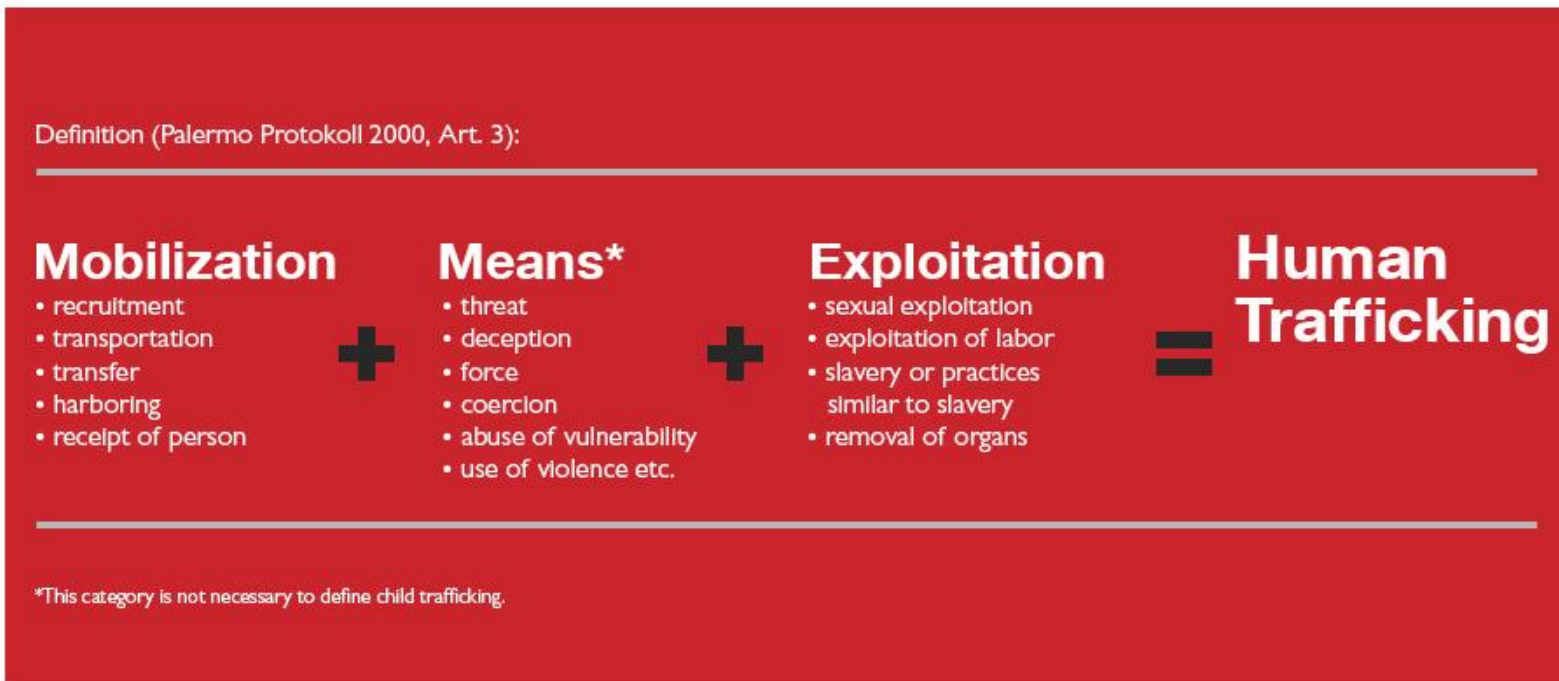 Definition (Palermo Protokoll 2000, Art. 3):
Mobilization
• recruitment
• transportation
• transfer
• harboring
• receipt of person
+
Means*
• threat
• deception
• force
• coercion
• abuse of vulnerability
• use of violence etc.
+
Exploitation
• sexual exploitation
• exploitation of labor
• slavery or practices
similar to slavery
• removal of organs
=
Human
Trafficking
*This category is not necessary to define child trafficking.